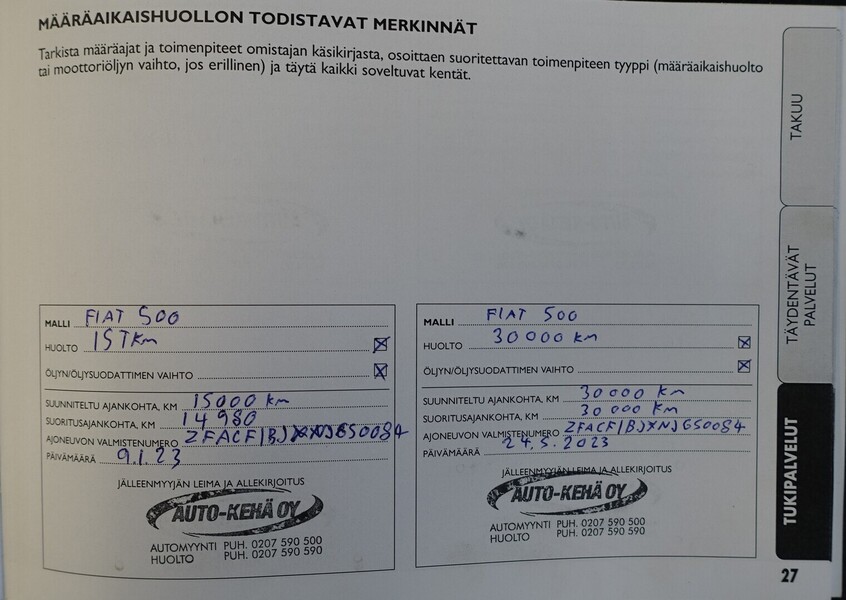 MÄÄRÄAIKAISHUOLLON TODISTAVAT MERKINNÄT
Tarkista määräajat ja toimenpiteet omistajan käsikirjasta, osoittaen suoritettavan toimenpiteen tyyppi (määräaikaishuolto
tai moottoriöljyn vaihto, jos erillinen) ja täytä kaikki soveltuvat kentät.
MALLI FIAT 500
HUOLTO 15 TKm
ÖLJYN/ÖLJYSUODATTIMEN VAIHTO
SUUNNITELTU AJANKOHTA, KM 15000 Km
SUORITUSAJANKOHTA, KM 14980
AJONEUVON VALMISTENUMERO
PÄIVÄMÄÄRÄ 9.1.23
JÄLLEENMYYJÄN LEIMA JA ALLEKIRJOITUS
AUTO-KEHÄ OY
AUTOMYYNTI PUH. 0207 590 500
HUOLTO PUH. 0207 590 590
MALLI FIAT 500
HUOLTO 30000 Km
ÖLJYN/ÖLJYSUODATTIMEN VAIHTO
SUUNNITELTU AJANKOHTA, KM 30000 Km
SUORITUSAJANKOHTA, KM 30000 Km
AJONEUVON VALMISTENUMERO ZFACF1BJXNJG50084
PÄIVÄMÄÄRÄ 24.5.2023
JÄLLEENMYYJÄN LEIMA JA ALLEKIRJOITUS
AUTO-KEHÄ OY
AUTOMYYNTI PUH. 0207 590 500
HUOLTO PUH. 0207 590 590
TAKUU
TÄYDENTÄVÄT
PALVELUT
TUKIPALVELUT
27